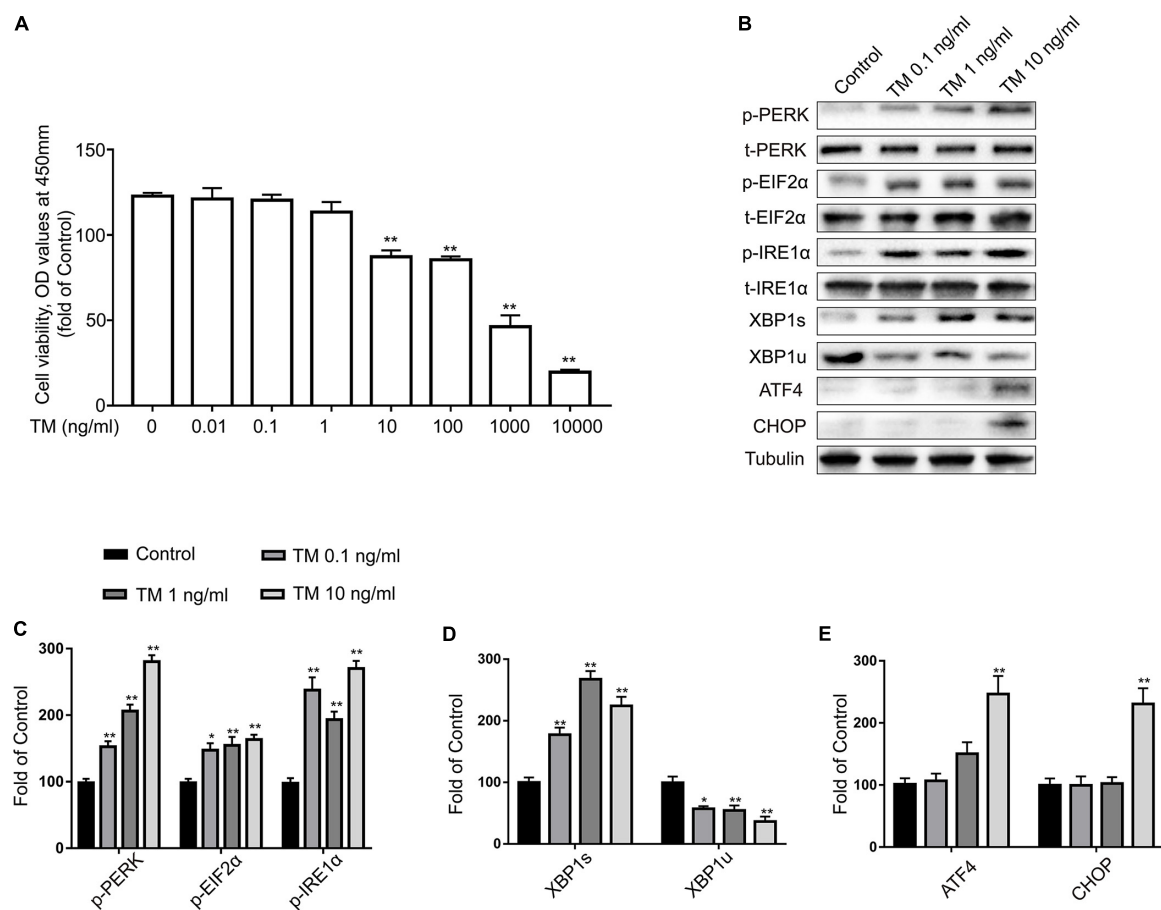 A
Cell viability, OD values at 450mm
(fold of Control)
150
100
50
0
** ** ** **
TM (ng/ml) 0 0.01 0.1 1 10 100 1000 10000
B
Control TM 0.1 ng/ml TM 1 ng/ml TM 10 ng/ml
p-PERK
t-PERK
p-EIF2α
t-EIF2α
p-IRE1α
t-IRE1α
XBP1s
XBP1u
ATF4
CHOP
Tubulin
Control TM 0.1 ng/ml
TM 1 ng/ml TM 10 ng/ml
C
Fold of Control
300
200
100
0
** ** ** * ** ** ** ** **
p-PERK p-EIF2α p-IRE1α
D
Fold of Control
300
200
100
0
** ** ** * ** **
XBP1s XBP1u
E
Fold of Control
300
200
100
0
** **
ATF4 CHOP